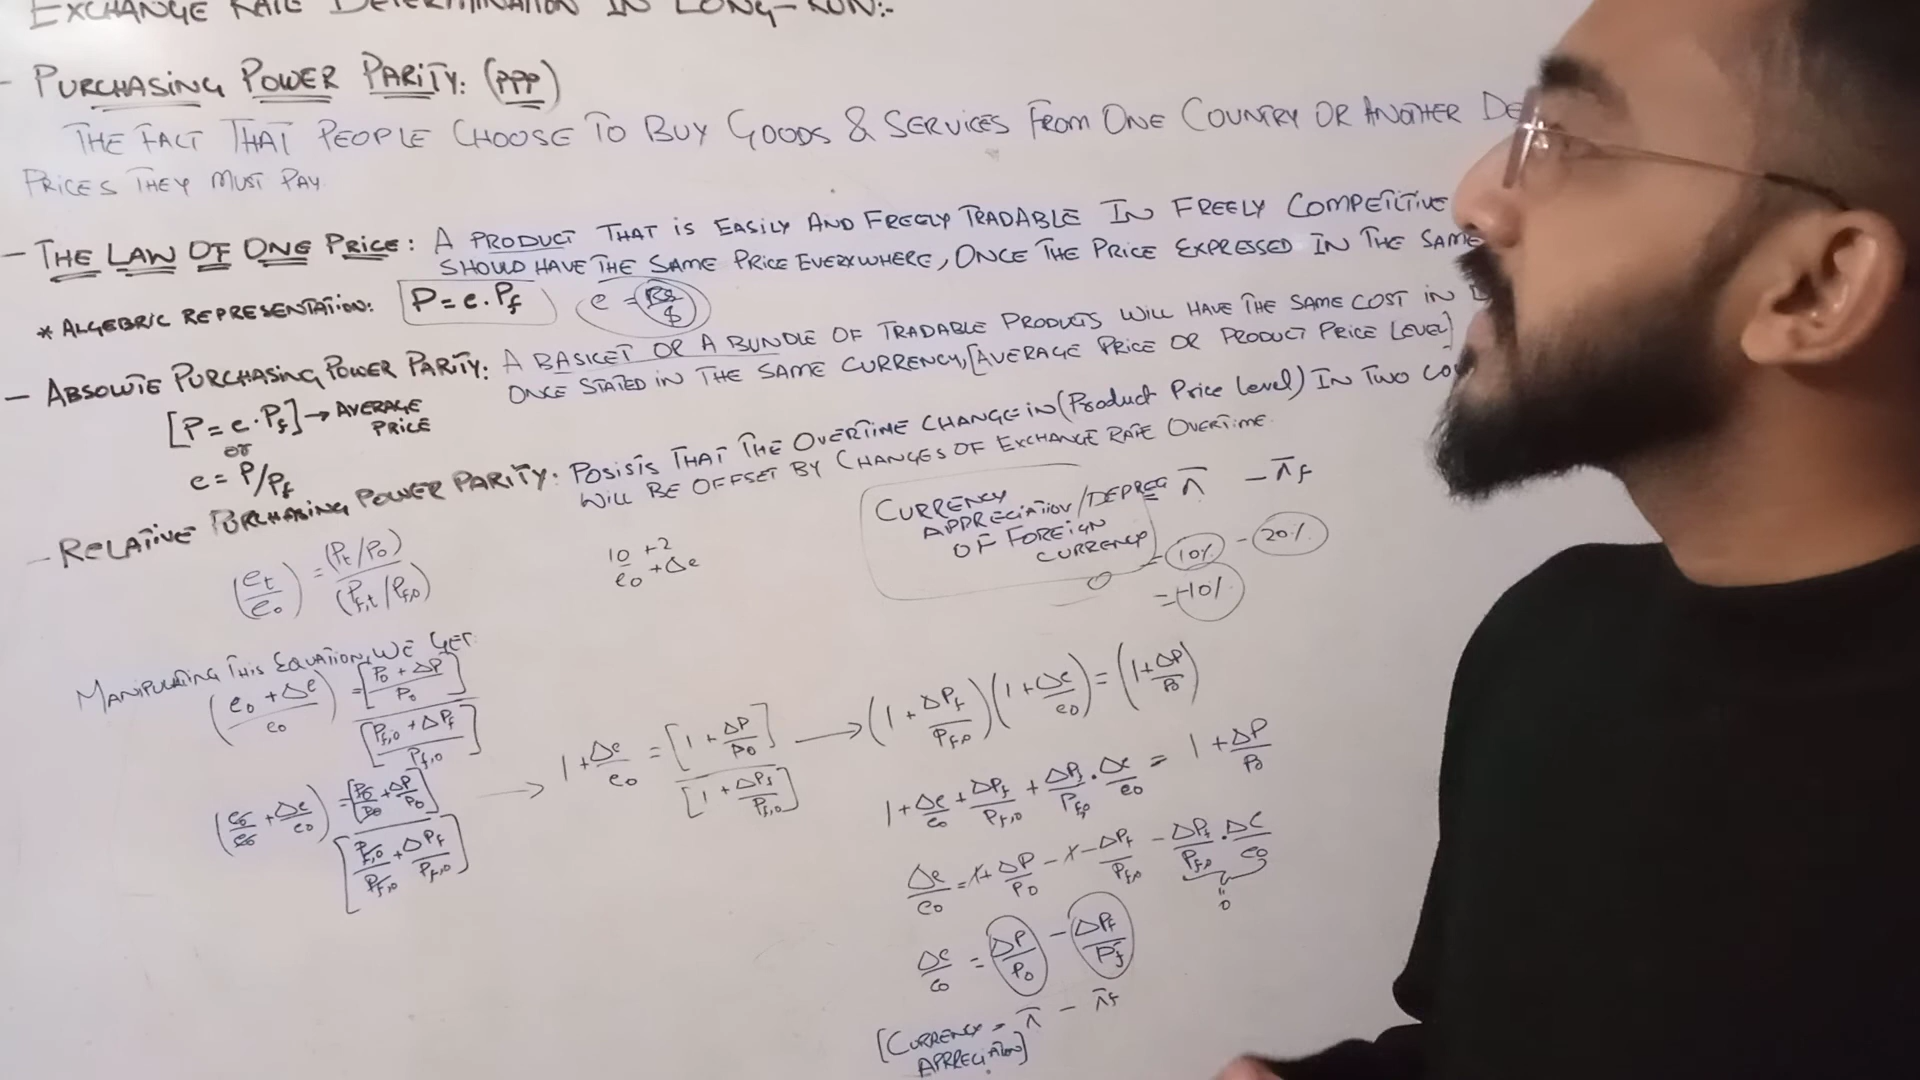 EXCHANGE RATE DETERMINATION IN LONG-RUN:-
- PURCHASING POWER PARITY: (PPP)
THE FACT THAT PEOPLE CHOOSE TO BUY GOODS & SERVICES FROM ONE COUNTRY OR ANOTHER DE
PRICES THEY MUST PAY
- THE LAW OF ONE PRICE: A PRODUCT THAT IS EASILY AND FREELY TRADABLE IN FREELY COMPETITIVE
SHOULD HAVE THE SAME PRICE EVERYWHERE, ONCE THE PRICE EXPRESSED IN THE SAME
* ALGEBRIC REPRESENTATION: P = e.Pf e = Rs/$
- ABSOLUTE PURCHASING POWER PARITY: A BASKET OR A BUNDLE OF TRADABLE PRODUCTS WILL HAVE THE SAME COST IN
ONCE STATED IN THE SAME CURRENCY, [AVERAGE PRICE OR PRODUCT PRICE LEVEL]
[P = e.Pf] → AVERAGE PRICE
or
e = P/Pf
- RELATIVE PURCHASING POWER PARITY: POSISTS THAT THE OVERTIME CHANGE IN (Product Price Level) IN TWO CO
WILL BE OFFSET BY CHANGES OF EXCHANGE RATE OVERTIME.
(et/eo) = (Pt/Po)/(Pf,t/Pf,o)
10 + 2
eo + Δe
CURRENCY
APPRECIATION/DEPREC
OF FOREIGN
CURRENCY
π - πf
= 10% - 20%
= -10%
MANIPULATING THIS EQUATION, WE GET:
(eo + Δe / eo) = [Po + ΔP / Po] / [Pf,o + ΔPf / Pf,o]
(eo/eo + Δe/eo) = [Po/Po + ΔP/Po] / [Pf,o/Pf,o + ΔPf/Pf,o]
→ 1 + Δe/eo = [1 + ΔP/Po] / [1 + ΔPf/Pf,o]
→ (1 + ΔPf/Pf,o)(1 + Δe/eo) = (1 + ΔP/Po)
1 + Δe/eo + ΔPf/Pf,o + ΔPf/Pf,o . Δe/eo = 1 + ΔP/Po
Δe/eo = 1 + ΔP/Po - 1 - ΔPf/Pf,o - ΔPf/Pf,o . Δe/eo
= 0
Δe/eo = ΔP/Po - ΔPf/Pf
[CURRENCY = π - πf
APPRECIATION]